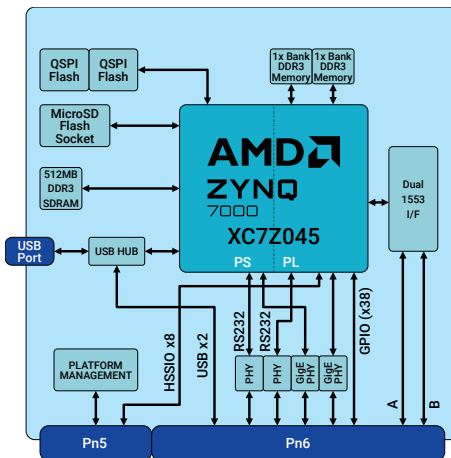 QSPI
Flash
QSPI
Flash
1x Bank
DDR3
Memory
1x Bank
DDR3
Memory
MicroSD
Flash
Socket
512MB
DDR3
SDRAM
AMD
ZYNQ
7000
XC7Z045
PS
PL
Dual
1553
I/F
USB
Port
USB HUB
HSSIO x8
USB x2
RS232
RS232
GPIO (x38)
PLATFORM
MANAGEMENT
PHY
PHY
GigE
PHY
GigE
PHY
A
B
Pn5
Pn6